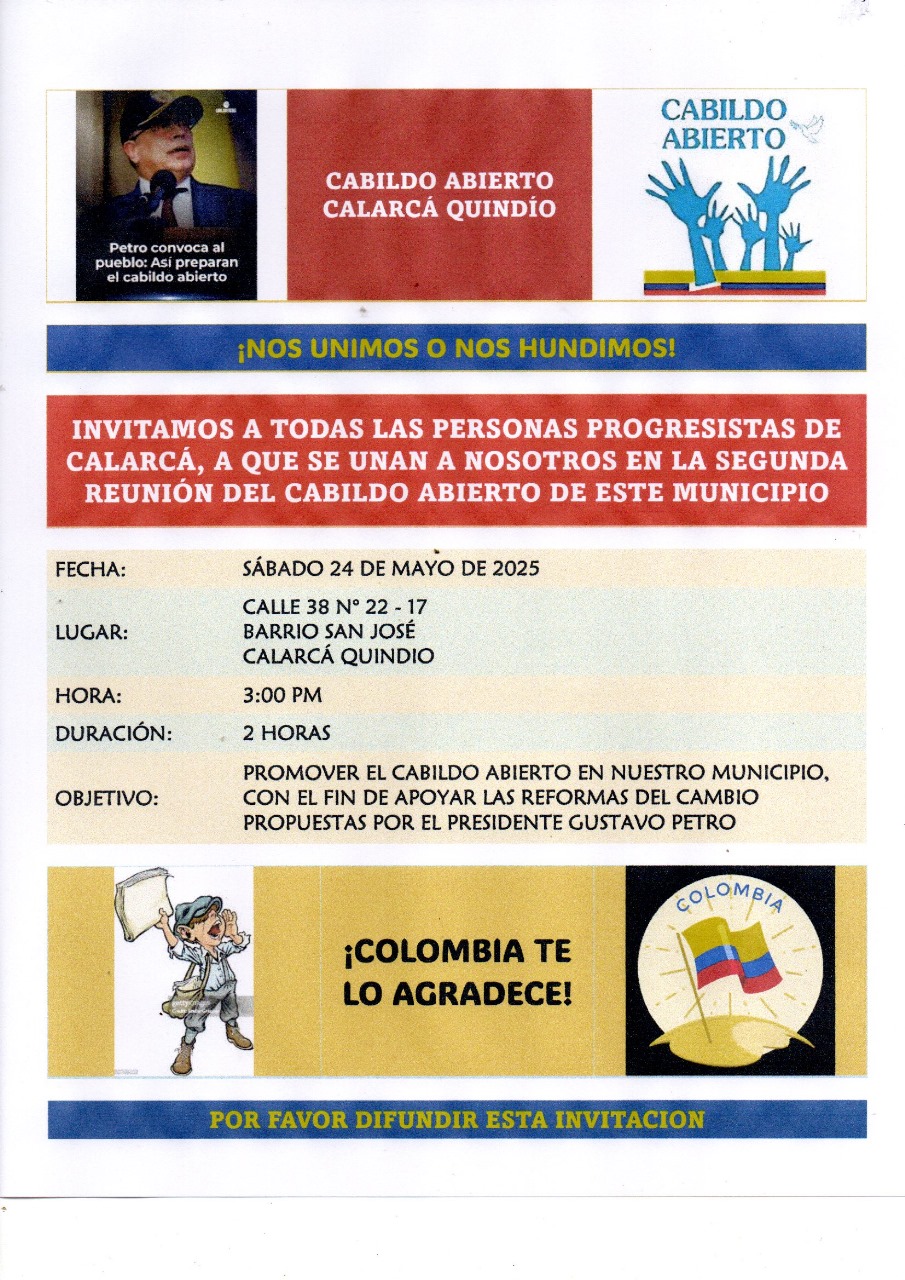 Petro convoca al
pueblo: Así preparan
el cabildo abierto
CABILDO ABIERTO
CALARCÁ QUINDÍO
CABILDO
ABIERTO
¡NOS UNIMOS O NOS HUNDIMOS!
INVITAMOS A TODAS LAS PERSONAS PROGRESISTAS DE
CALARCÁ, A QUE SE UNAN A NOSOTROS EN LA SEGUNDA
REUNIÓN DEL CABILDO ABIERTO DE ESTE MUNICIPIO
FECHA: SÁBADO 24 DE MAYO DE 2025
LUGAR: CALLE 38 N° 22 - 17
BARRIO SAN JOSÉ
CALARCÁ QUINDIO
HORA: 3:00 PM
DURACIÓN: 2 HORAS
OBJETIVO: PROMOVER EL CABILDO ABIERTO EN NUESTRO MUNICIPIO,
CON EL FIN DE APOYAR LAS REFORMAS DEL CAMBIO
PROPUESTAS POR EL PRESIDENTE GUSTAVO PETRO
gettyimages
¡COLOMBIA TE
LO AGRADECE!
COLOMBIA
POR FAVOR DIFUNDIR ESTA INVITACION